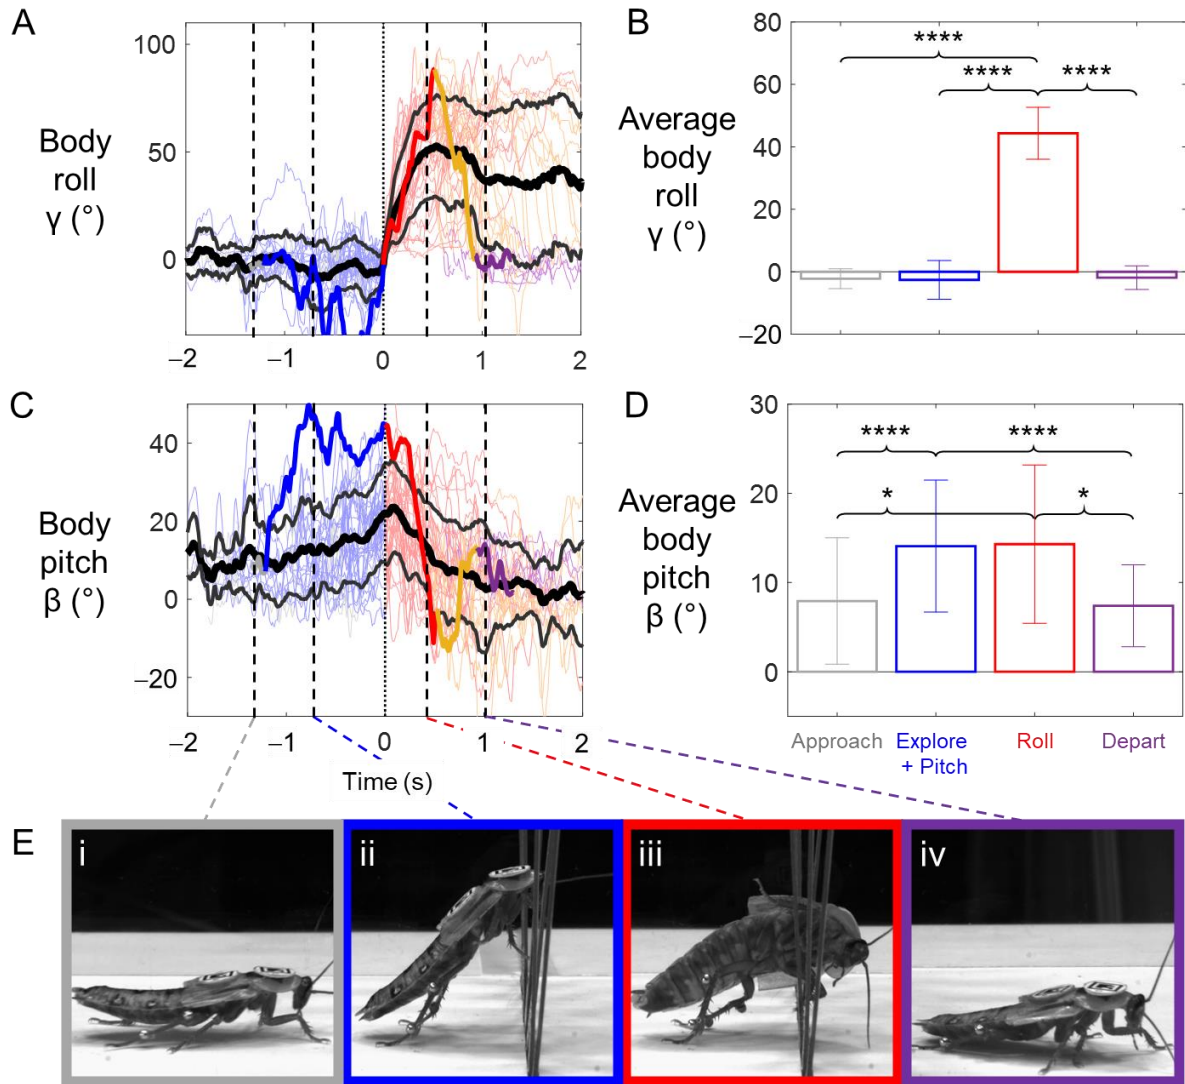 A
Body
roll
γ (°)
100
50
0
−2
−1
0
1
2
B
Average
body
roll
γ (°)
80
60
40
20
0
−20
****
****
****
C
Body
pitch
β (°)
40
20
0
−20
−2
−1
0
1
2
Time (s)
D
Average
body
pitch
β (°)
30
20
10
0
****
****
*
*
Approach
Explore
+ Pitch
Roll
Depart
E
i
ii
iii
iv